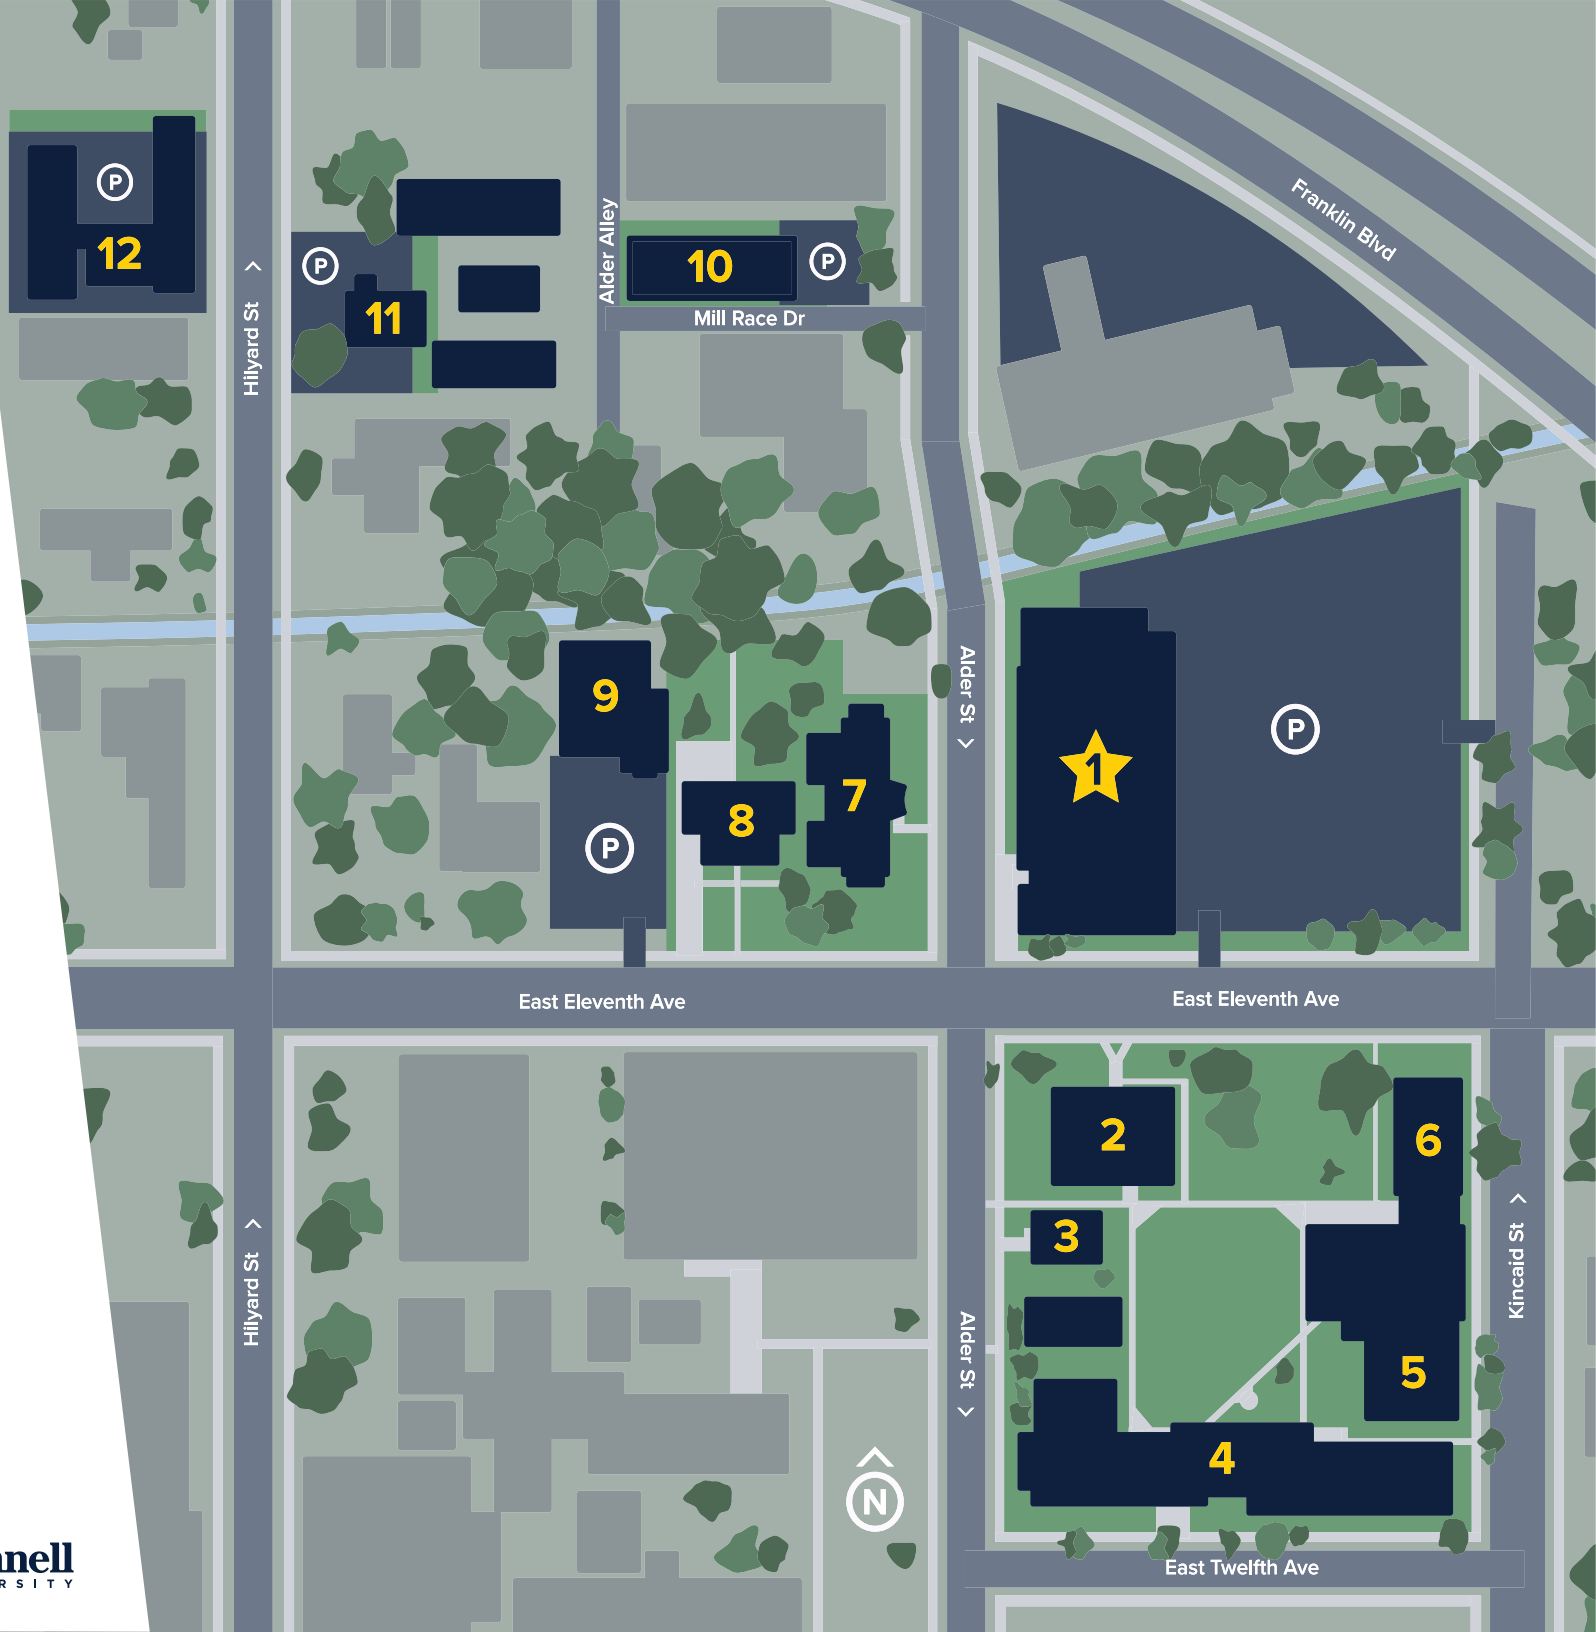 Franklin Blvd
P
12
Hilyard St
P
11
Alder Alley
10
P
Mill Race Dr
9
P
8
7
Alder St
1
P
East Eleventh Ave
East Eleventh Ave
2
6
3
Kincaid St
Hilyard St
Alder St
5
4
N
East Twelfth Ave